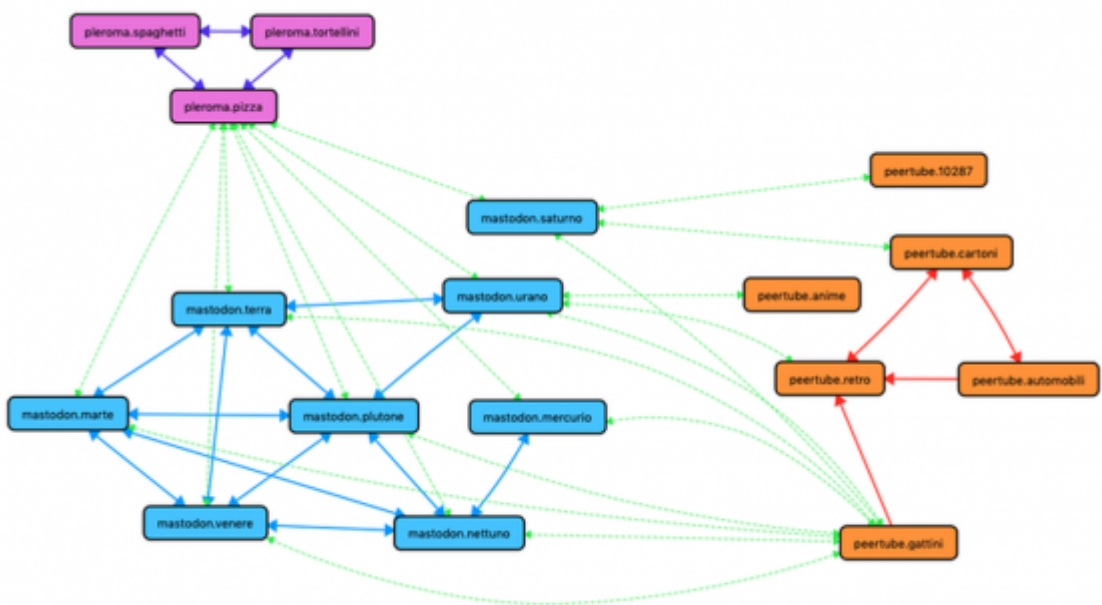 pleroma.spaghetti
pleroma.tortellini
pleroma.pizza
peertube.10287
mastodon.saturno
peertube.cartoni
mastodon.terra
mastodon.urano
peertube.anime
peertube.retro
peertube.automobili
mastodon.marte
mastodon.plutone
mastodon.mercurio
mastodon.venere
mastodon.nettuno
peertube.gattini